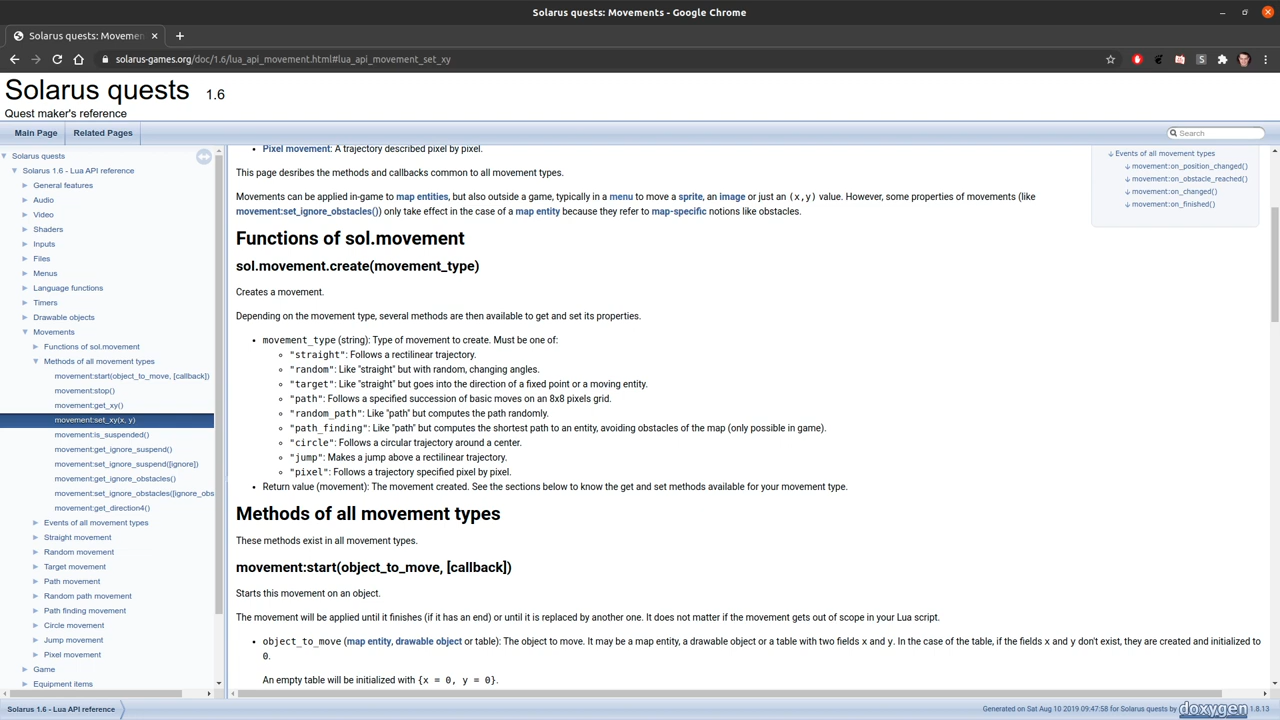 Solarus quests: Movements - Google Chrome
Solarus quests: Movemen
solarus-games.org/doc/1.6/lua_api_movement.html#lua_api_movement_set_xy
S
Solarus quests 1.6
Quest maker's reference
Main Page
Related Pages
Search
Solarus quests
Solarus 1.6 - Lua API reference
General features
Audio
Video
Shaders
Inputs
Files
Menus
Language functions
Timers
Drawable objects
Movements
Functions of sol.movement
Methods of all movement types
movement:start(object_to_move, [callback])
movement:stop()
movement:get_xy()
movement:set_xy(x, y)
movement:is_suspended()
movement:get_ignore_suspend()
movement:set_ignore_suspend([ignore])
movement:get_ignore_obstacles()
movement:set_ignore_obstacles([ignore_obs
movement:get_direction4()
Events of all movement types
Straight movement
Random movement
Target movement
Path movement
Random path movement
Path finding movement
Circle movement
Jump movement
Pixel movement
Game
Equipment items
• Pixel movement: A trajectory described pixel by pixel.
This page desribes the methods and callbacks common to all movement types.
Movements can be applied in-game to map entities, but also outside a game, typically in a menu to move a sprite, an image or just an (x,y) value. However, some properties of movements (like
movement:set_ignore_obstacles()) only take effect in the case of a map entity because they refer to map-specific notions like obstacles.
Functions of sol.movement
sol.movement.create(movement_type)
Creates a movement.
Depending on the movement type, several methods are then available to get and set its properties.
• movement_type (string): Type of movement to create. Must be one of:
◦ "straight": Follows a rectilinear trajectory.
◦ "random": Like "straight" but with random, changing angles.
◦ "target": Like "straight" but goes into the direction of a fixed point or a moving entity.
◦ "path": Follows a specified succession of basic moves on an 8x8 pixels grid.
◦ "random_path": Like "path" but computes the path randomly.
◦ "path_finding": Like "path" but computes the shortest path to an entity, avoiding obstacles of the map (only possible in game).
◦ "circle": Follows a circular trajectory around a center.
◦ "jump": Makes a jump above a rectilinear trajectory.
◦ "pixel": Follows a trajectory specified pixel by pixel.
• Return value (movement): The movement created. See the sections below to know the get and set methods available for your movement type.
Methods of all movement types
These methods exist in all movement types.
movement:start(object_to_move, [callback])
Starts this movement on an object.
The movement will be applied until it finishes (if it has an end) or until it is replaced by another one. It does not matter if the movement gets out of scope in your Lua script.
• object_to_move (map entity, drawable object or table): The object to move. It may be a map entity, a drawable object or a table with two fields x and y. In the case of the table, if the fields x and y don't exist, they are created and initialized to
0.
An empty table will be initialized with {x = 0, y = 0}.
↓ Events of all movement types
↓ movement:on_position_changed()
↓ movement:on_obstacle_reached()
↓ movement:on_changed()
↓ movement:on_finished()
Solarus 1.6 - Lua API reference
Generated on Sat Aug 10 2019 09:47:58 for Solarus quests by doxygen 1.8.13